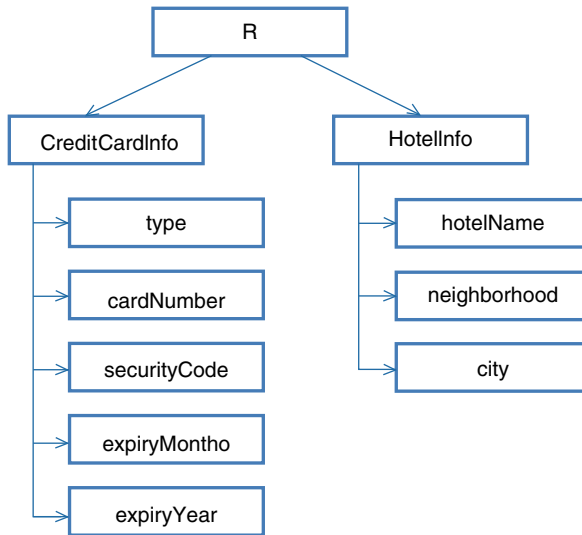 R
CreditCardInfo
type
cardNumber
securityCode
expiryMontho
expiryYear
HotelInfo
hotelName
neighborhood
city